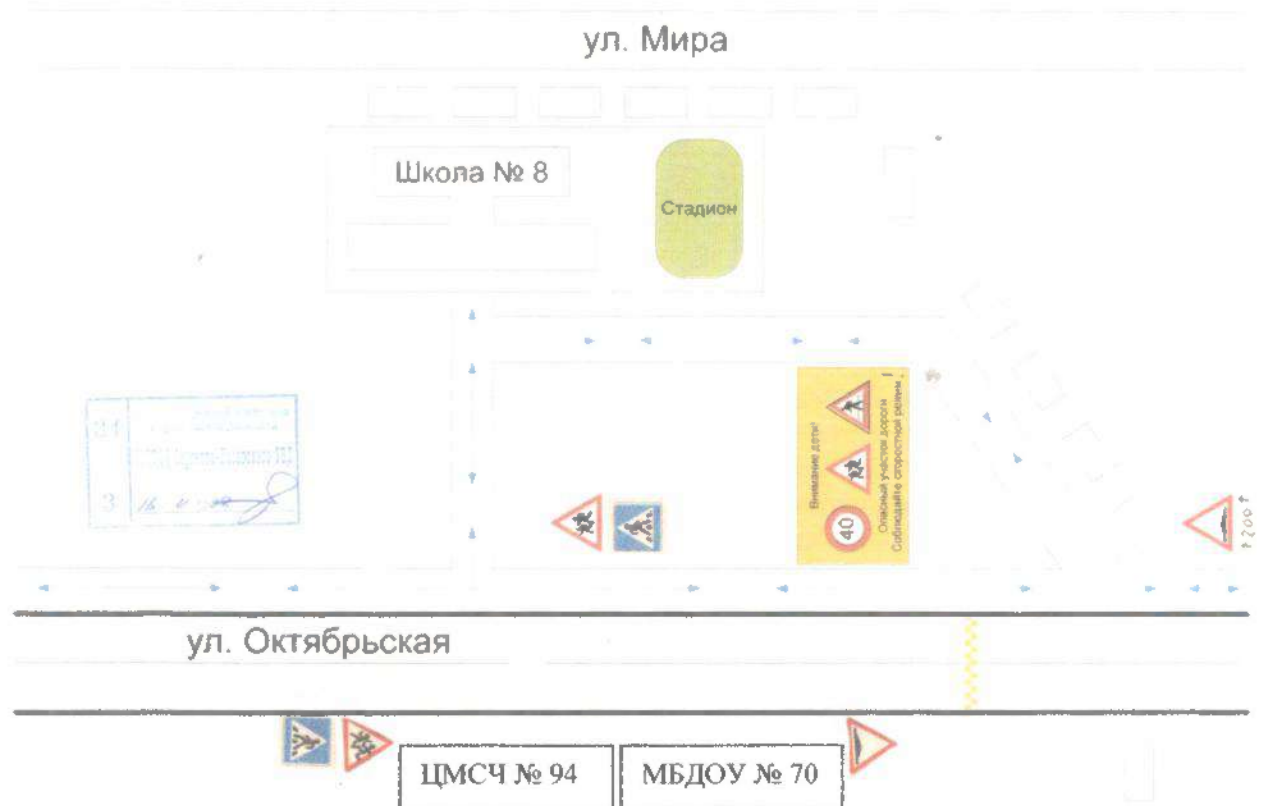 ул. Мира
Школа № 8
Стадион
Внимание дети!
40
Опасный участок дороги
Соблюдайте скоростной режим !
↑200↑
ул. Октябрьская
ЦМСЧ № 94
МБДОУ № 70